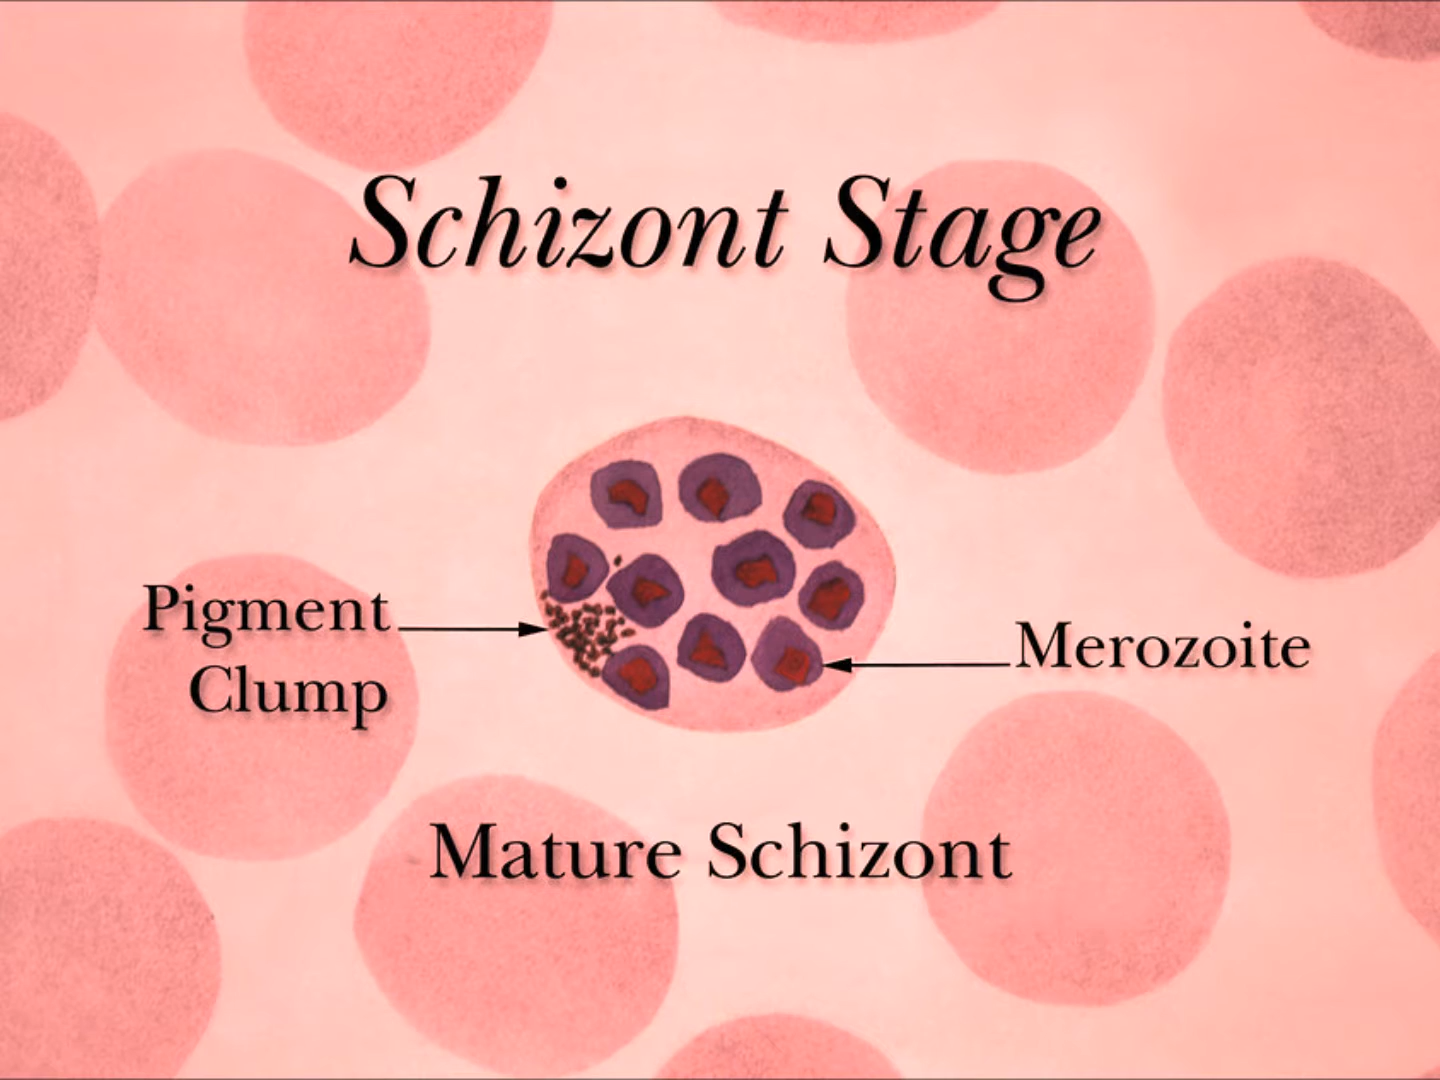 Schizont Stage
Pigment
Clump
Merozoite
Mature Schizont